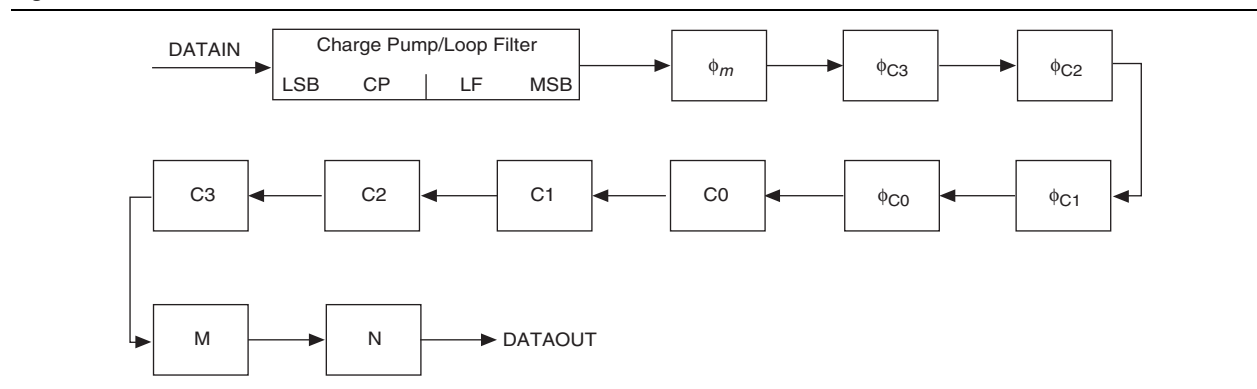 DATAIN
Charge Pump/Loop Filter
LSB CP LF MSB
ϕm
ϕC3
ϕC2
C3
C2
C1
C0
ϕC0
ϕC1
M
N
DATAOUT